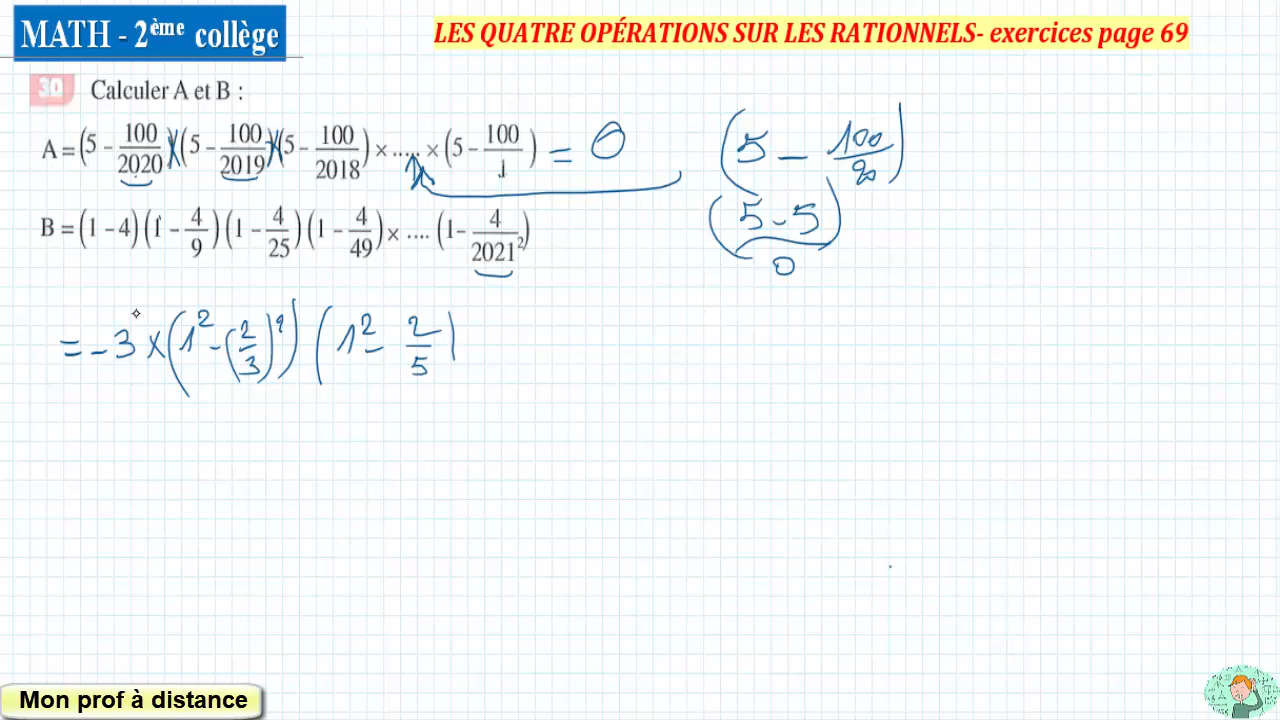 MATH - 2ème collège
LES QUATRE OPÉRATIONS SUR LES RATIONNELS- exercices page 69
30 Calculer A et B :
A = (5 - 100/2020)×(5 - 100/2019)×(5 - 100/2018) × ..... × (5 - 100/1) = 0
B = (1 - 4)(1 - 4/9)(1 - 4/25)(1 - 4/49) × .... (1 - 4/2021²)
(5 - 100/20)
(5 - 5)
0
= - 3 × (1² - (2/3)²) (1² - 2/5)
Mon prof à distance